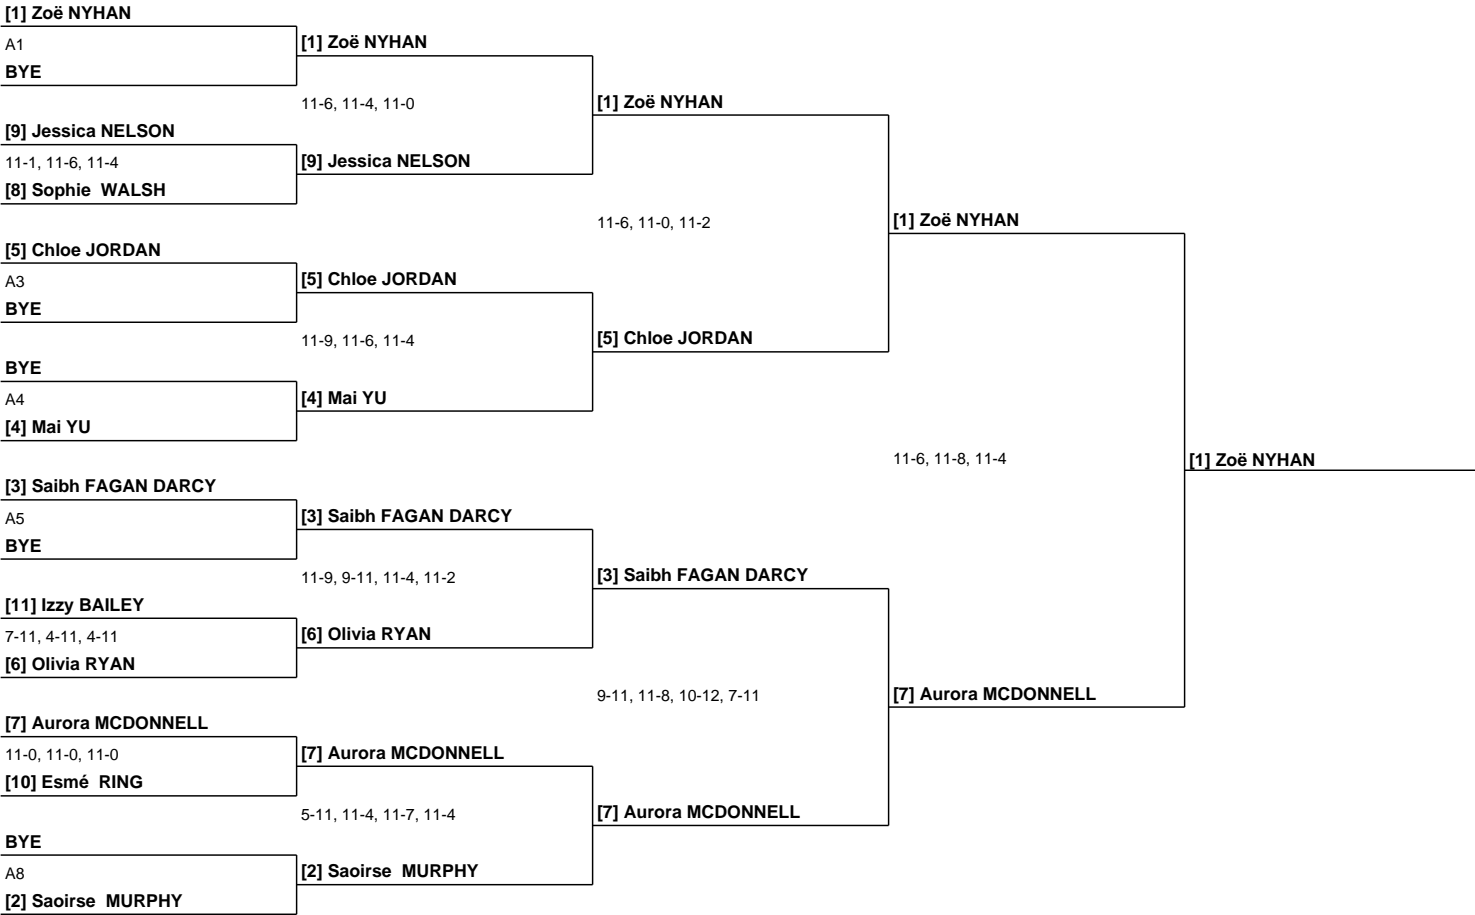 [1] Zoë NYHAN
A1
BYE
[9] Jessica NELSON
11-1, 11-6, 11-4
[8] Sophie  WALSH
[5] Chloe JORDAN
A3
BYE
BYE
A4
[4] Mai YU
[3] Saibh FAGAN DARCY
A5
BYE
[11] Izzy BAILEY
7-11, 4-11, 4-11
[6] Olivia RYAN
[7] Aurora MCDONNELL
11-0, 11-0, 11-0
[10] Esmé  RING
BYE
A8
[2] Saoirse  MURPHY
[1] Zoë NYHAN
11-6, 11-4, 11-0
[9] Jessica NELSON
[5] Chloe JORDAN
11-9, 11-6, 11-4
[4] Mai YU
[3] Saibh FAGAN DARCY
11-9, 9-11, 11-4, 11-2
[6] Olivia RYAN
[7] Aurora MCDONNELL
5-11, 11-4, 11-7, 11-4
[2] Saoirse  MURPHY
[1] Zoë NYHAN
11-6, 11-0, 11-2
[5] Chloe JORDAN
[3] Saibh FAGAN DARCY
9-11, 11-8, 10-12, 7-11
[7] Aurora MCDONNELL
[1] Zoë NYHAN
11-6, 11-8, 11-4
[7] Aurora MCDONNELL
[1] Zoë NYHAN